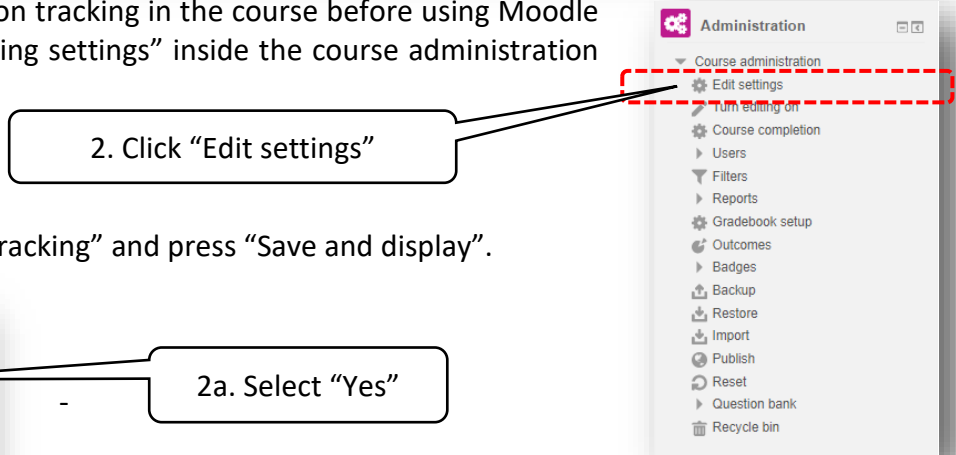 on tracking in the course before using Moodle
ing settings” inside the course administration
2. Click “Edit settings”
racking” and press “Save and display”.
2a. Select “Yes”
-
Administration
Course administration
Edit settings
Turn editing on
Course completion
Users
Filters
Reports
Gradebook setup
Outcomes
Badges
Backup
Restore
Import
Publish
Reset
Question bank
Recycle bin